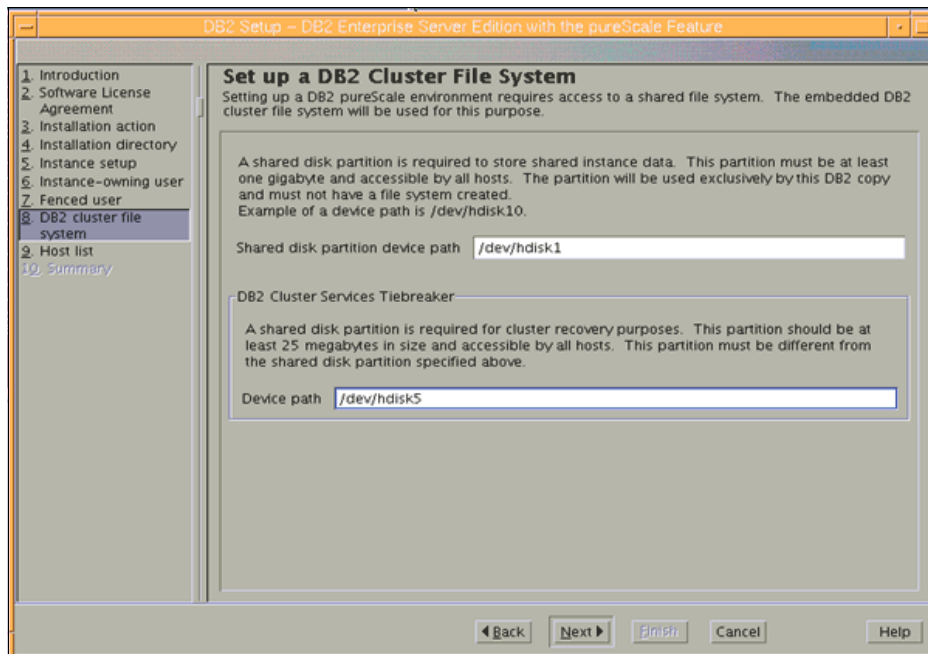 DB2 Setup – DB2 Enterprise Server Edition with the pureScale Feature
1. Introduction
2. Software License
Agreement
3. Installation action
4. Installation directory
5. Instance setup
6. Instance-owning user
7. Fenced user
8. DB2 cluster file
system
9. Host list
10. Summary
Set up a DB2 Cluster File System
Setting up a DB2 pureScale environment requires access to a shared file system. The embedded DB2
cluster file system will be used for this purpose.
A shared disk partition is required to store shared instance data. This partition must be at least
one gigabyte and accessible by all hosts. The partition will be used exclusively by this DB2 copy
and must not have a file system created.
Example of a device path is /dev/hdisk10.
Shared disk partition device path /dev/hdisk1
DB2 Cluster Services Tiebreaker
A shared disk partition is required for cluster recovery purposes. This partition should be at
least 25 megabytes in size and accessible by all hosts. This partition must be different from
the shared disk partition specified above.
Device path /dev/hdisk5
Back Next Finish Cancel Help